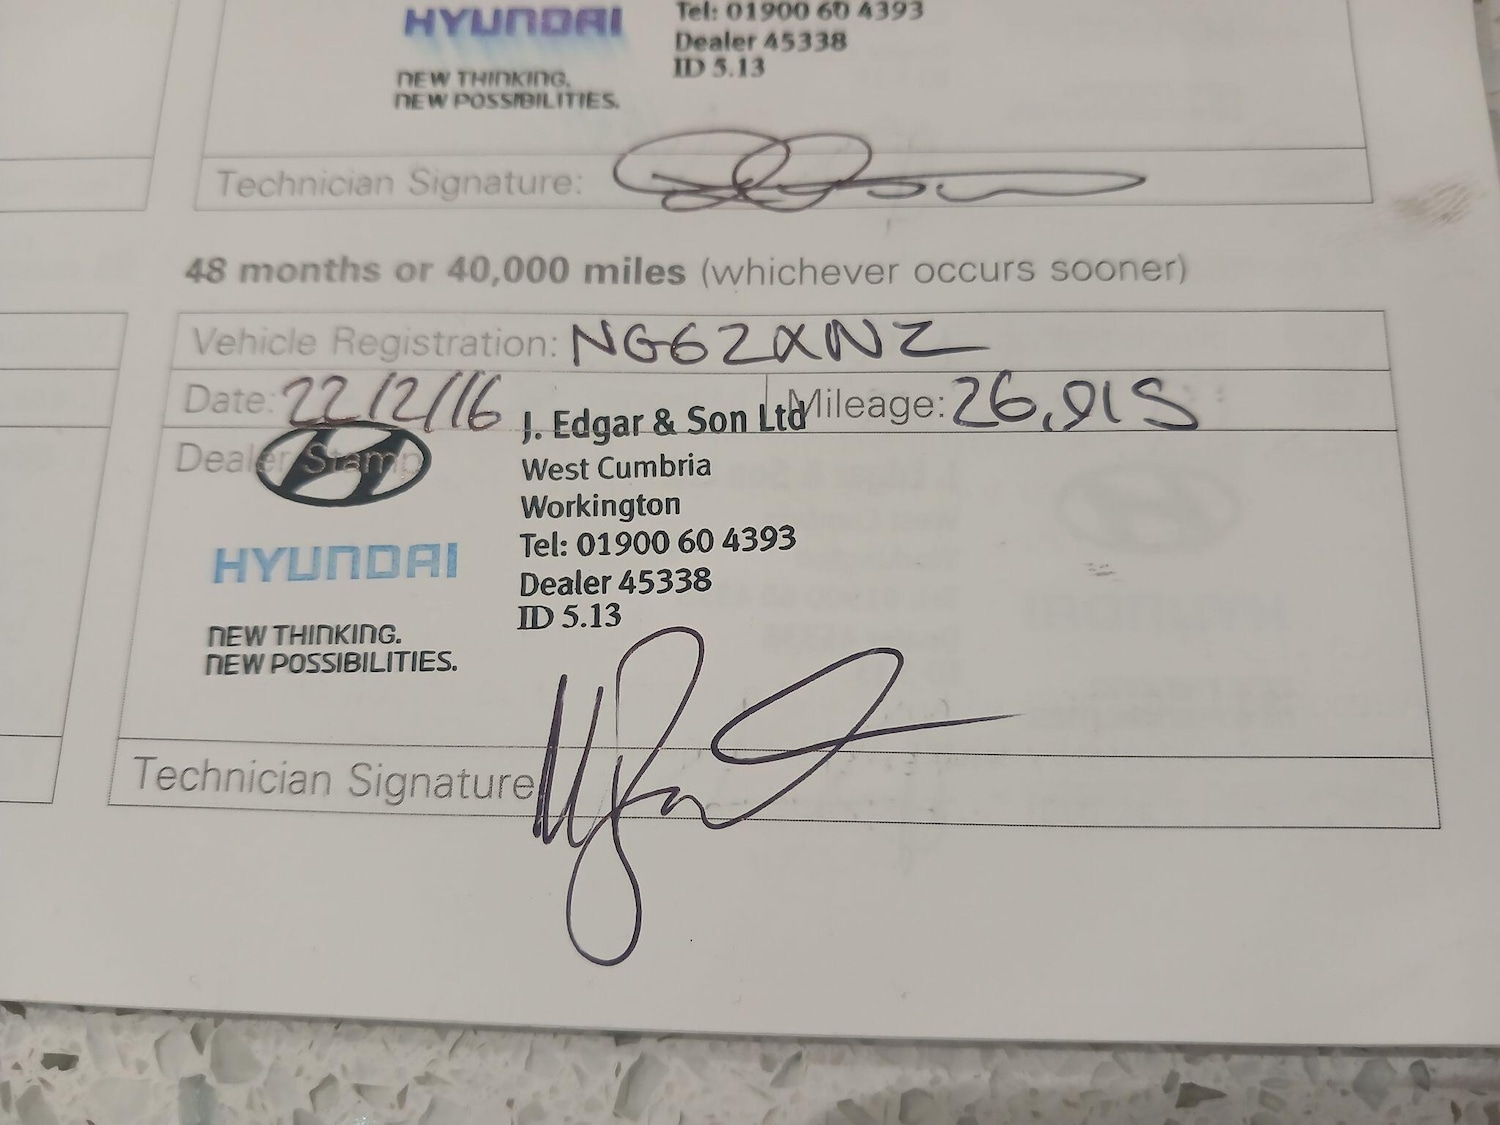 HYUNDAI
NEW THINKING.
NEW POSSIBILITIES.
Tel: 01900 60 4393
Dealer 45338
ID 5.13
Technician Signature:
48 months or 40,000 miles (whichever occurs sooner)
Vehicle Registration: NG62XNZ
Date: 22/12/16 Mileage: 26,915
Dealer Stamp
HYUNDAI
NEW THINKING.
NEW POSSIBILITIES.
J. Edgar & Son Ltd
West Cumbria
Workington
Tel: 01900 60 4393
Dealer 45338
ID 5.13
Technician Signature